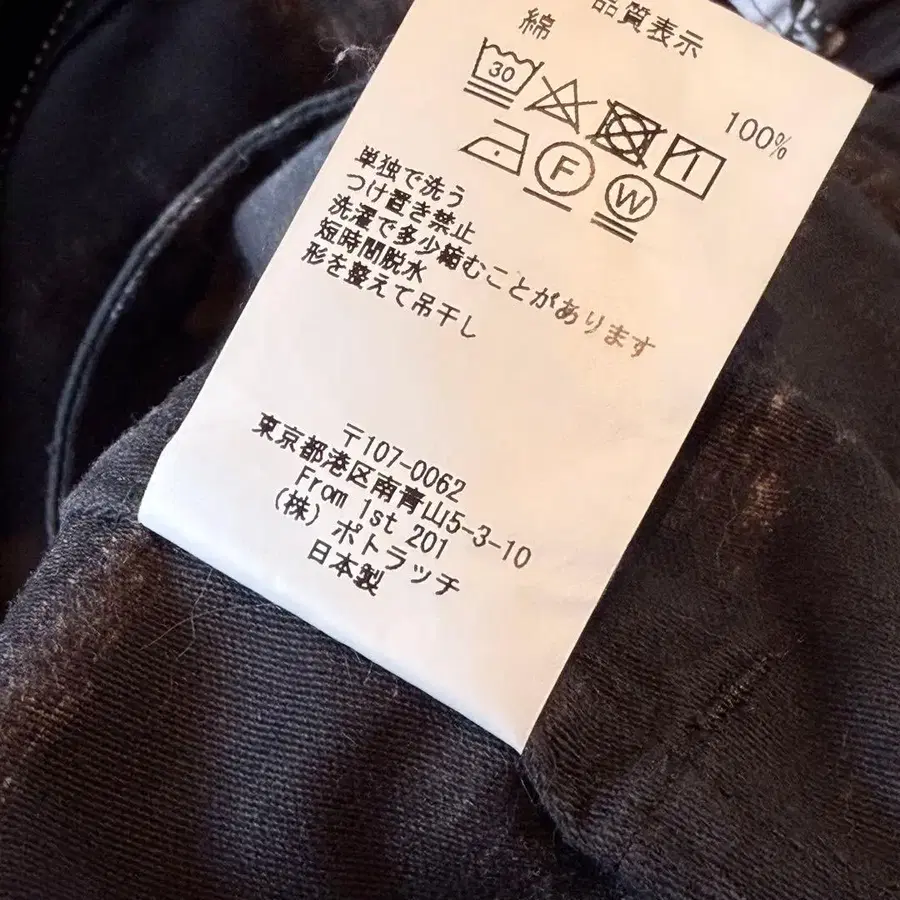 品質表示
綿 100%
30
F
W
単独で洗う
つけ置き禁止
洗濯で多少縮むことがあります
短時間脱水
形を整えて吊干し
〒107-0062
東京都港区南青山5-3-10
From 1st 201
(株) ポトラッチ
日本製